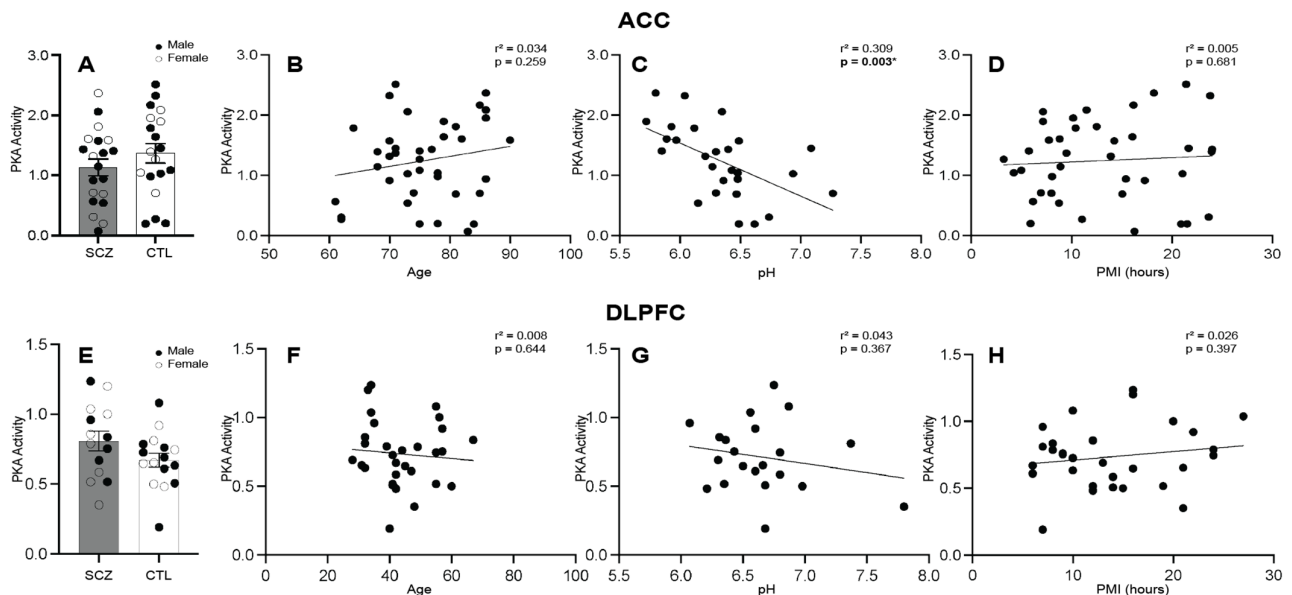 ACC
A
Male
Female
PKA Activity
3.0
2.0
1.0
0.0
SCZ
CTL
B
r² = 0.034
p = 0.259
PKA Activity
3.0
2.0
1.0
0.0
50
60
70
80
90
100
Age
C
r² = 0.309
p = 0.003*
PKA Activity
3.0
2.0
1.0
0.0
5.5
6.0
6.5
7.0
7.5
8.0
pH
D
r² = 0.005
p = 0.681
PKA Activity
3.0
2.0
1.0
0.0
0
10
20
30
PMI (hours)
DLPFC
E
Male
Female
PKA Activity
1.5
1.0
0.5
0.0
SCZ
CTL
F
r² = 0.008
p = 0.644
PKA Activity
1.5
1.0
0.5
0.0
0
20
40
60
80
100
Age
G
r² = 0.043
p = 0.367
PKA Activity
1.5
1.0
0.5
0.0
5.5
6.0
6.5
7.0
7.5
8.0
pH
H
r² = 0.026
p = 0.397
PKA Activity
1.5
1.0
0.5
0.0
0
10
20
30
PMI (hours)